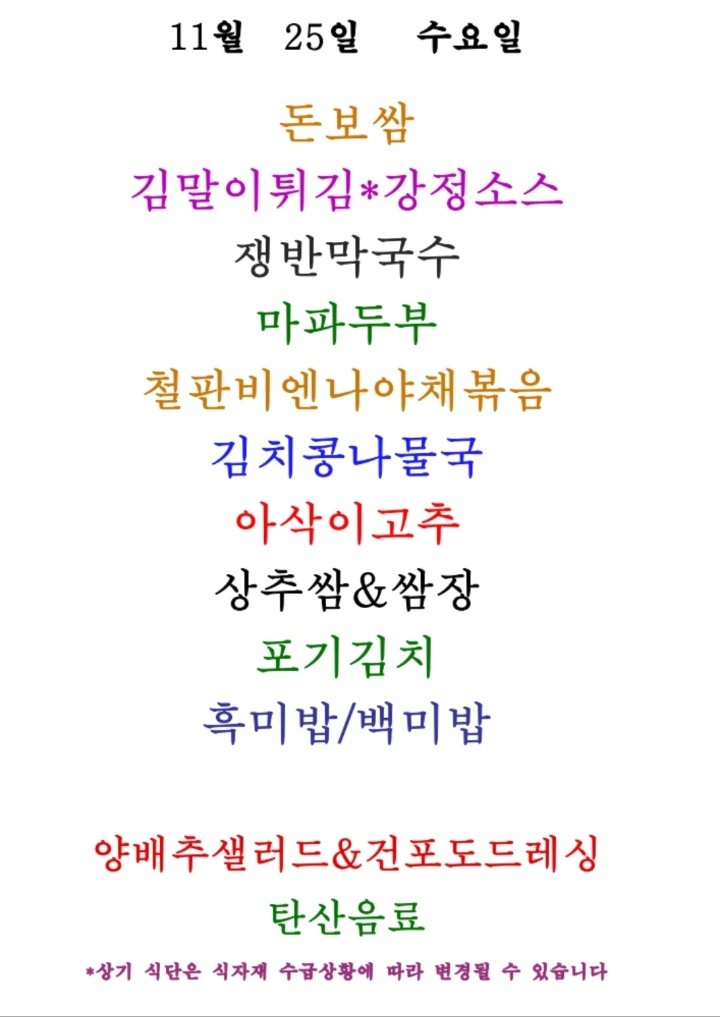 11월 25일 수요일
돈보쌈
김말이튀김*강정소스
쟁반막국수
마파두부
철판비엔나야채볶음
김치콩나물국
아삭이고추
상추쌈&쌈장
포기김치
흑미밥/백미밥
양배추샐러드&건포도드레싱
탄산음료
*상기 식단은 식자재 수급상황에 따라 변경될 수 있습니다